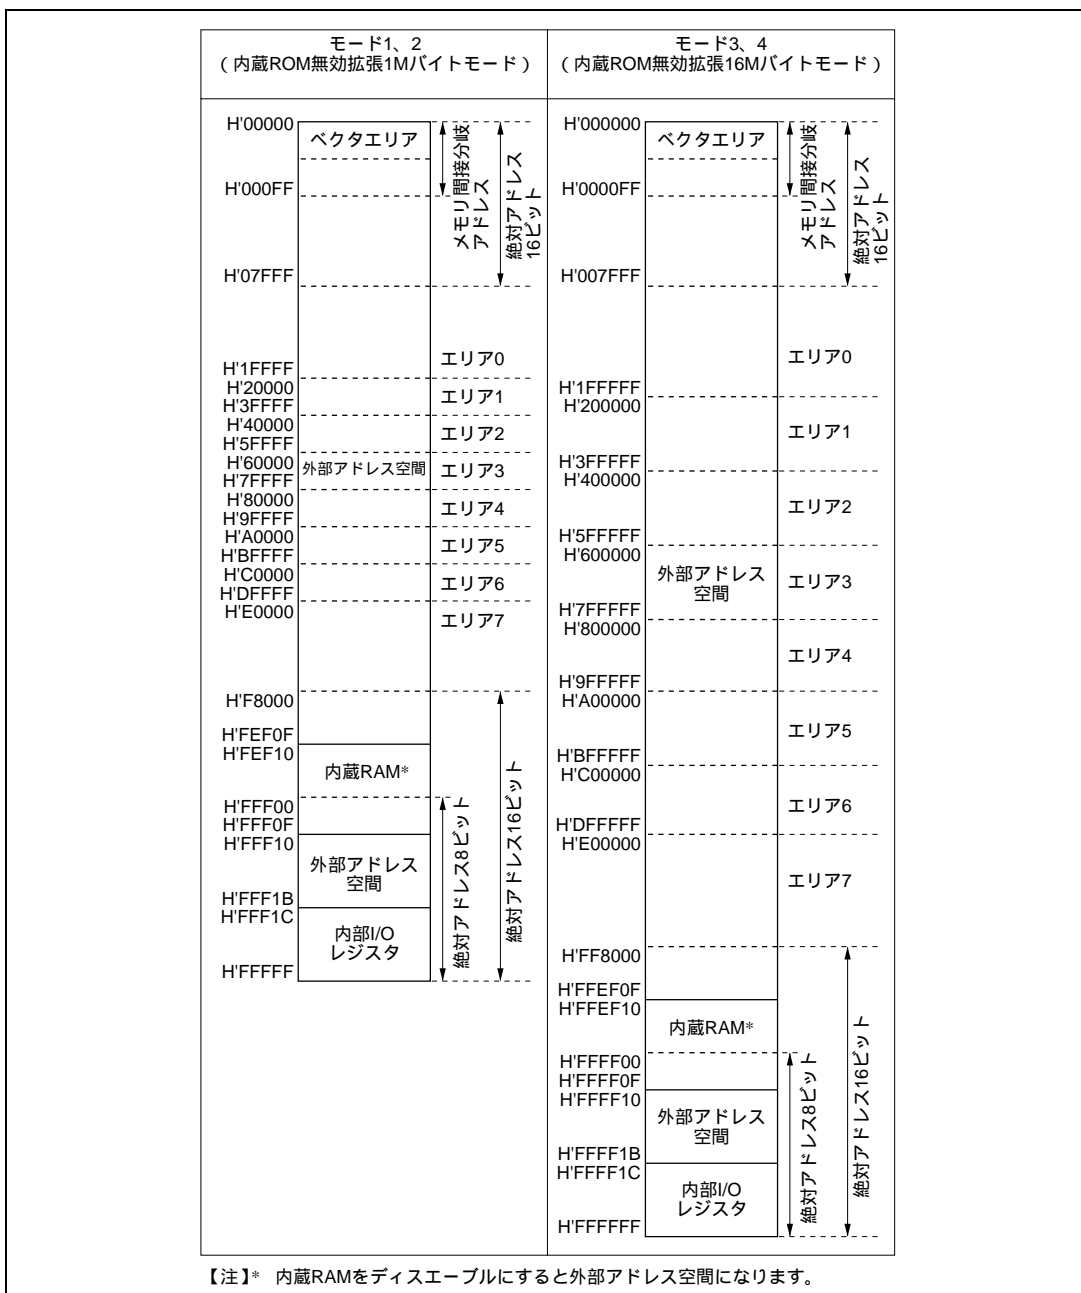 モード1、2
(内蔵ROM無効拡張1Mバイトモード)
H'00000
ベクタエリア
H'000FF
H'07FFF
メモリ間接分岐
アドレス
絶対アドレス
16ビット
H'1FFFF
エリア0
H'20000
エリア1
H'3FFFF
H'40000
エリア2
H'5FFFF
H'60000
外部アドレス空間
エリア3
H'7FFFF
H'80000
エリア4
H'9FFFF
H'A0000
エリア5
H'BFFFF
H'C0000
エリア6
H'DFFFF
H'E0000
エリア7
H'F8000
H'FEF0F
H'FEF10
内蔵RAM*
H'FFF00
H'FFF0F
H'FFF10
外部アドレス
空間
H'FFF1B
H'FFF1C
内部I/O
レジスタ
H'FFFFF
絶対アドレス8ビット
絶対アドレス16ビット
モード3、4
(内蔵ROM無効拡張16Mバイトモード)
H'000000
ベクタエリア
H'0000FF
H'007FFF
メモリ間接分岐
アドレス
絶対アドレス
16ビット
エリア0
H'1FFFFF
H'200000
エリア1
H'3FFFFF
H'400000
エリア2
H'5FFFFF
H'600000
外部アドレス
空間
エリア3
H'7FFFFF
H'800000
エリア4
H'9FFFFF
H'A00000
エリア5
H'BFFFFF
H'C00000
エリア6
H'DFFFFF
H'E00000
エリア7
H'FF8000
H'FFEF0F
H'FFEF10
内蔵RAM*
H'FFFF00
H'FFFF0F
H'FFFF10
外部アドレス
空間
H'FFFF1B
H'FFFF1C
内部I/O
レジスタ
H'FFFFFF
絶対アドレス8ビット
絶対アドレス16ビット
【注】* 内蔵RAMをディスエーブルにすると外部アドレス空間になります。